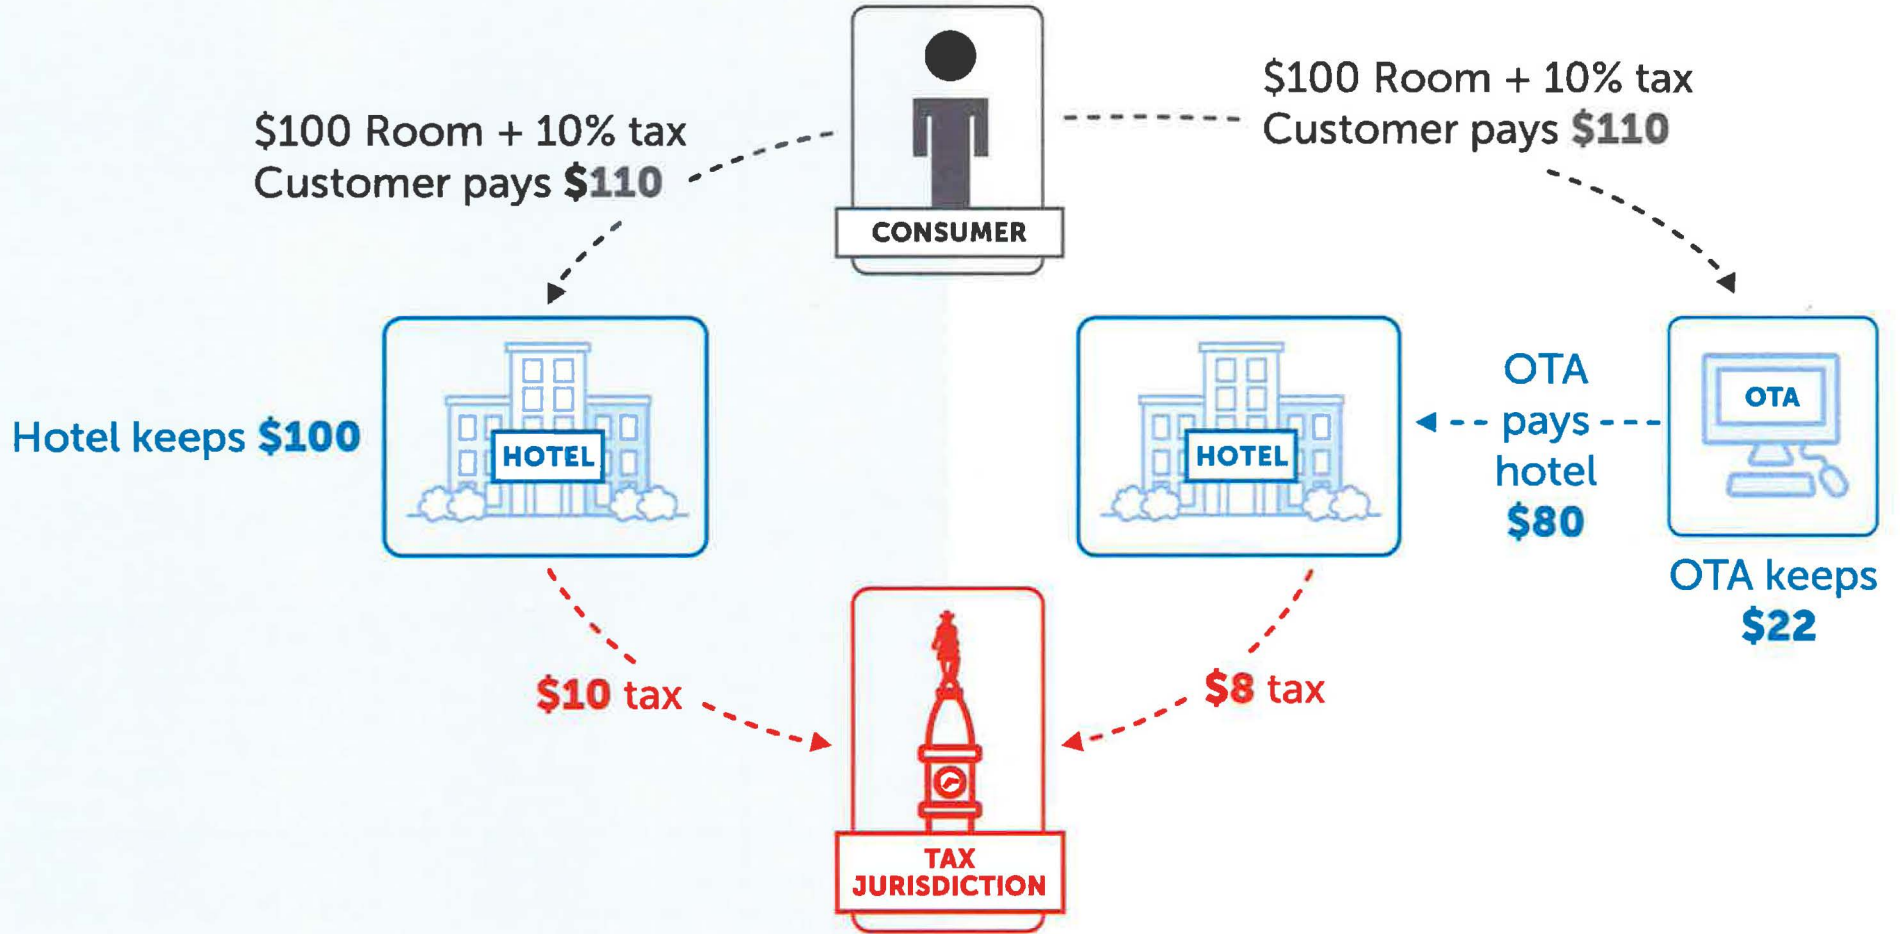 $100 Room + 10% tax
Customer pays $110
$100 Room + 10% tax
Customer pays $110
CONSUMER
Hotel keeps $100
HOTEL
HOTEL
OTA
pays
hotel
$80
OTA
OTA keeps
$22
$10 tax
$8 tax
TAX
JURISDICTION